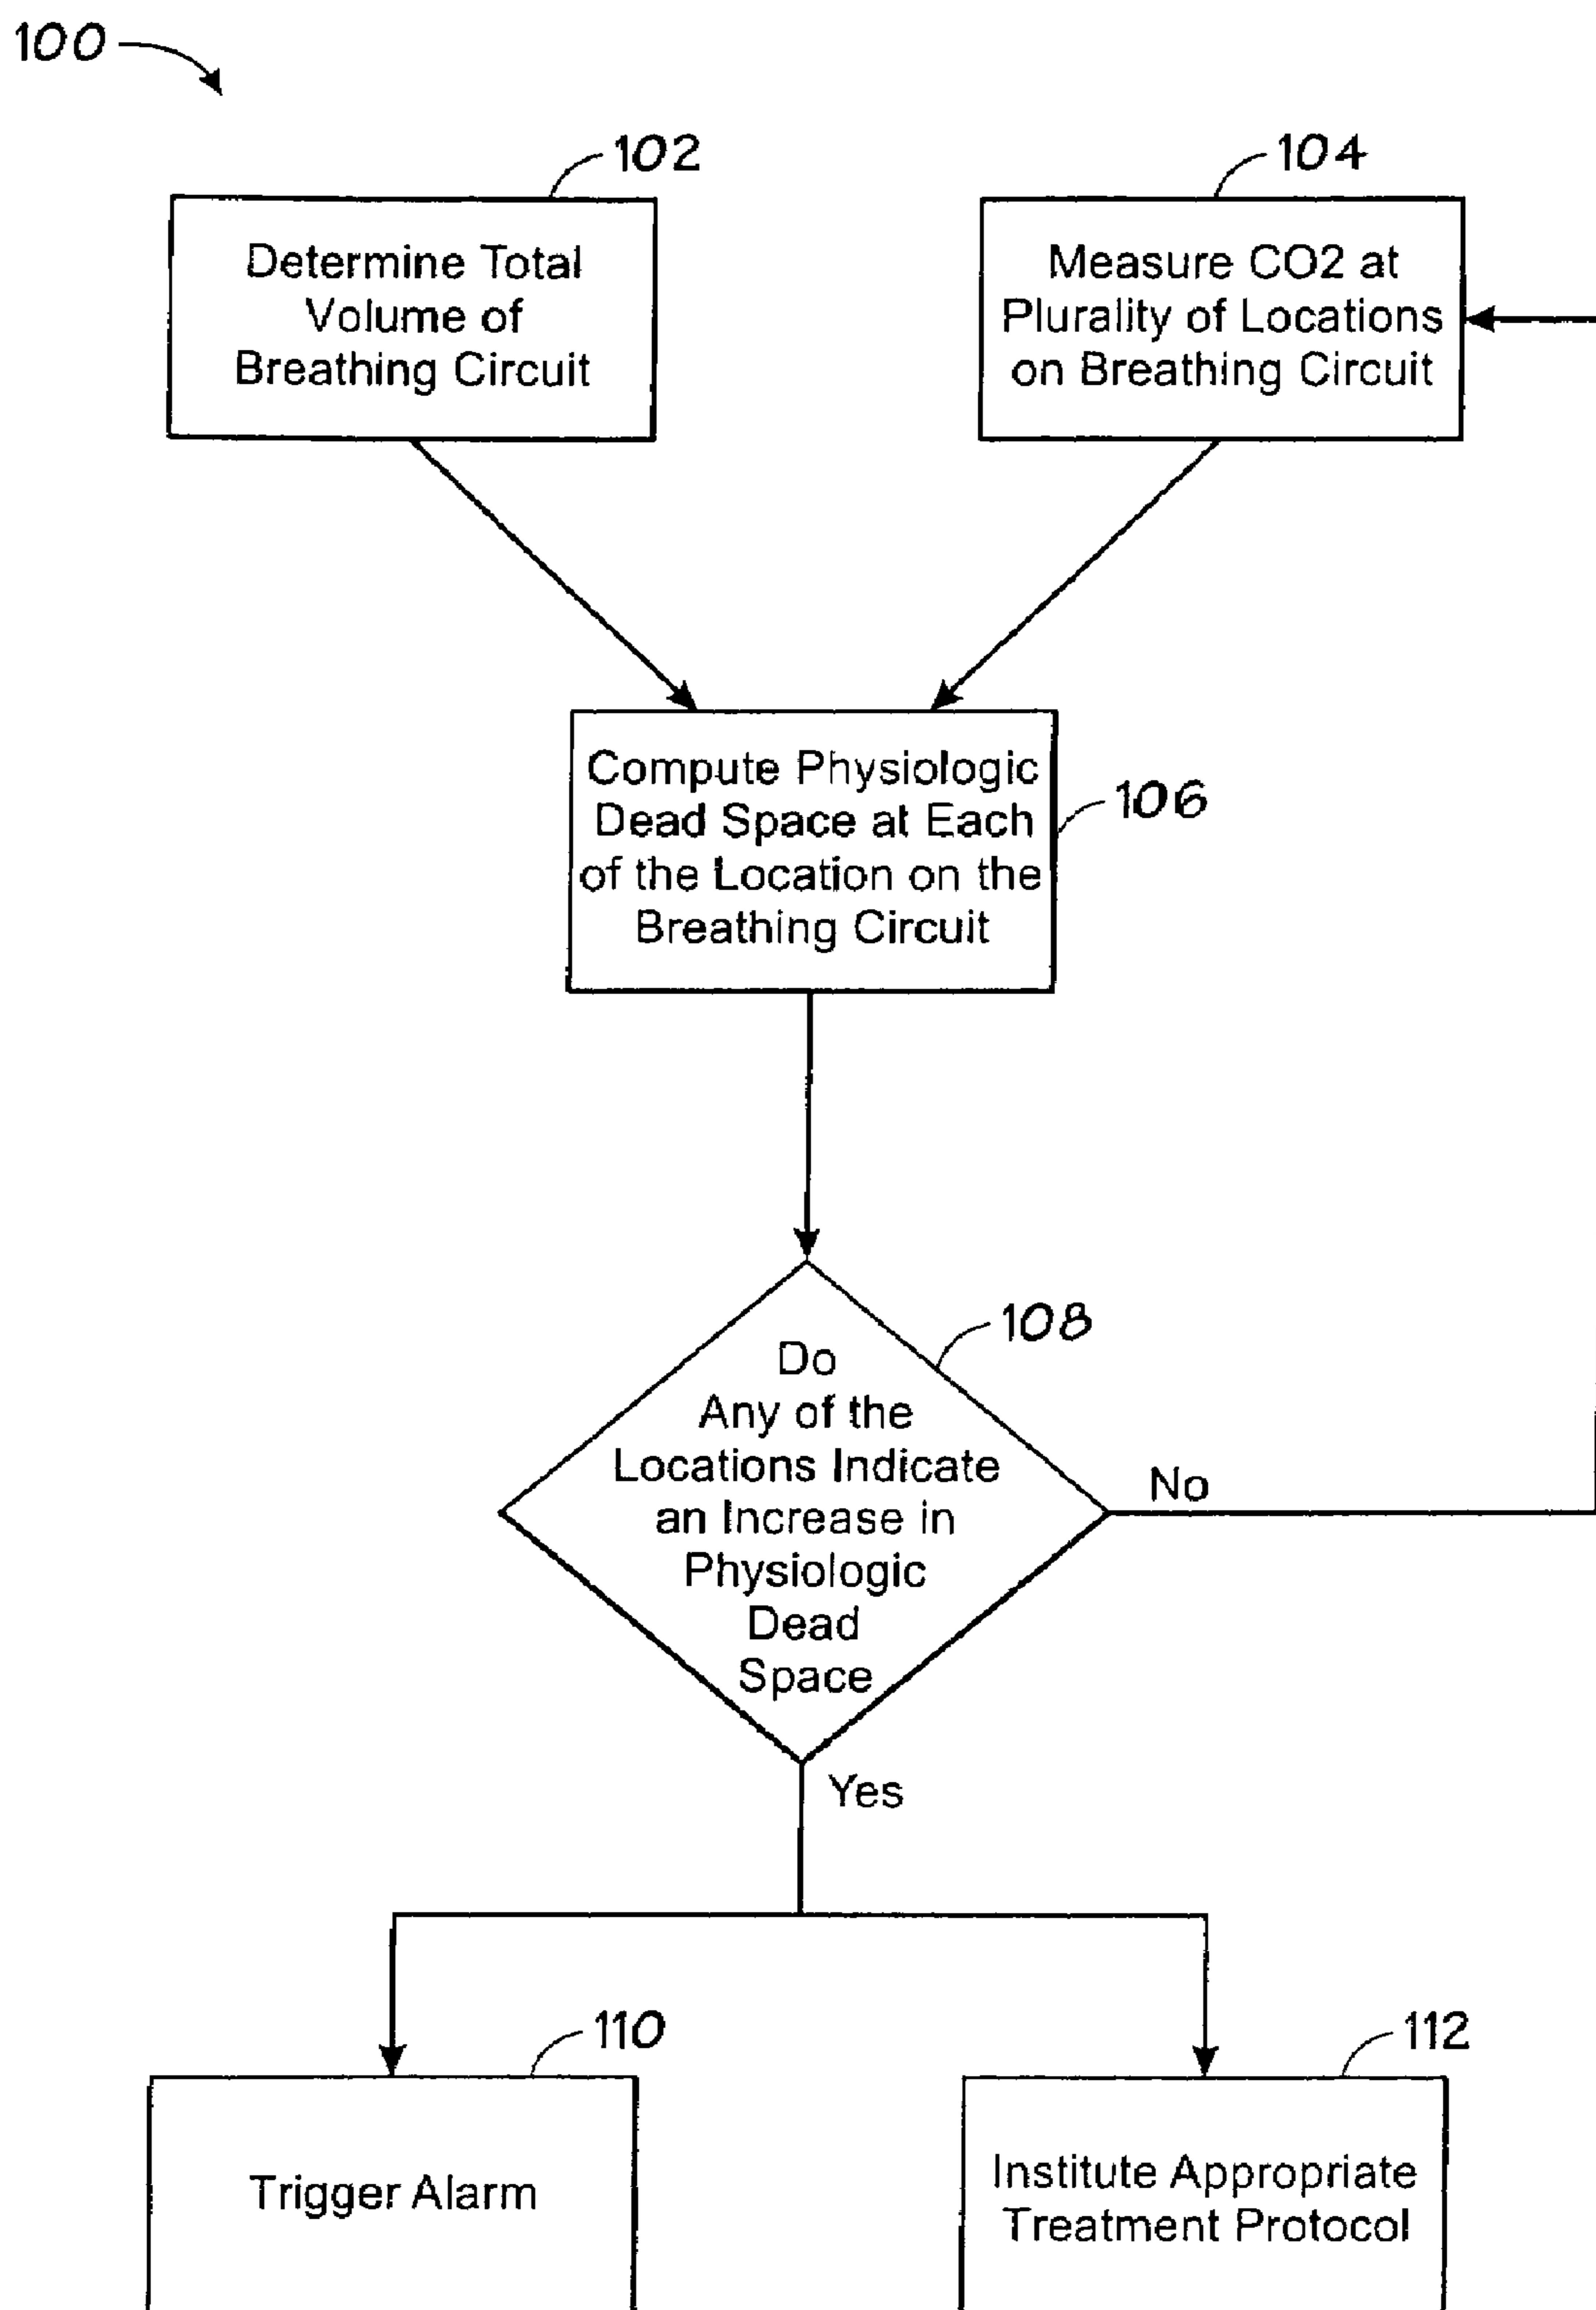 100
102
104
Determine Total
Volume of
Breathing Circuit
Measure CO2 at
Plurality of Locations
on Breathing Circuit
Compute Physiologic
Dead Space at Each
of the Location on the
Breathing Circuit
106
108
Do
Any of the
Locations Indicate
an Increase in
Physiologic
Dead
Space
No
Yes
110
112
Trigger Alarm
Institute Appropriate
Treatment Protocol